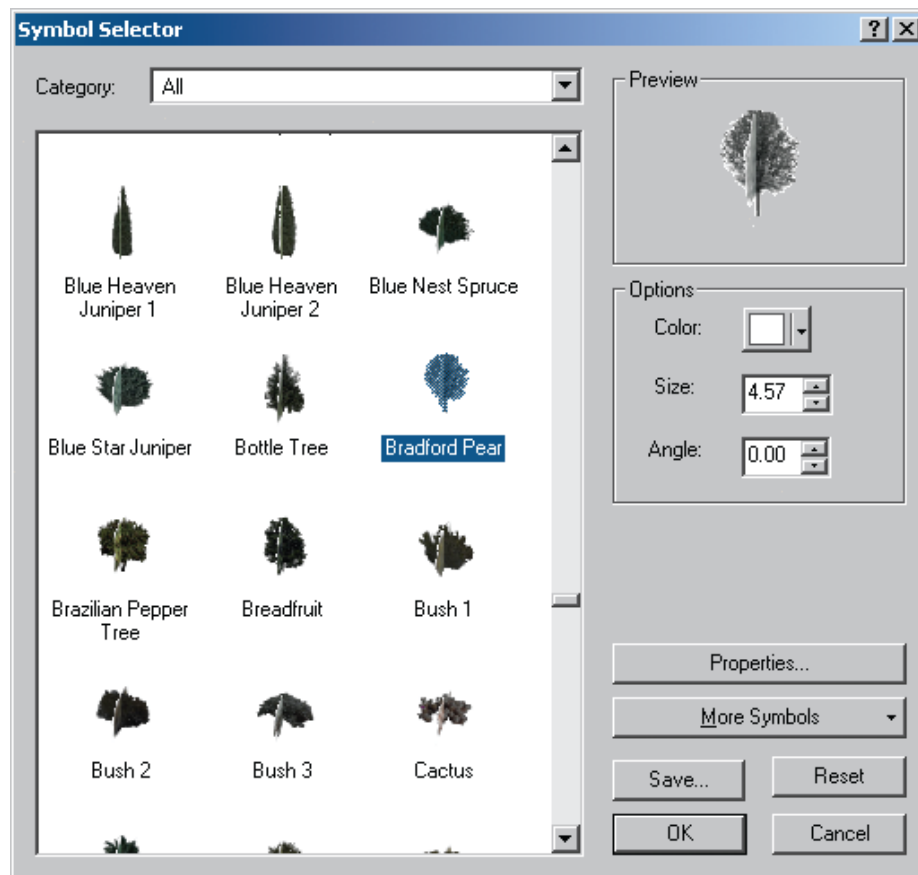 Symbol Selector
Category:
All
Preview
Blue Heaven
Juniper 1
Blue Heaven
Juniper 2
Blue Nest Spruce
Options
Color:
Size:
4.57
Angle:
0.00
Blue Star Juniper
Bottle Tree
Bradford Pear
Brazilian Pepper
Tree
Breadfruit
Bush 1
Properties...
More Symbols
Bush 2
Bush 3
Cactus
Save...
Reset
OK
Cancel